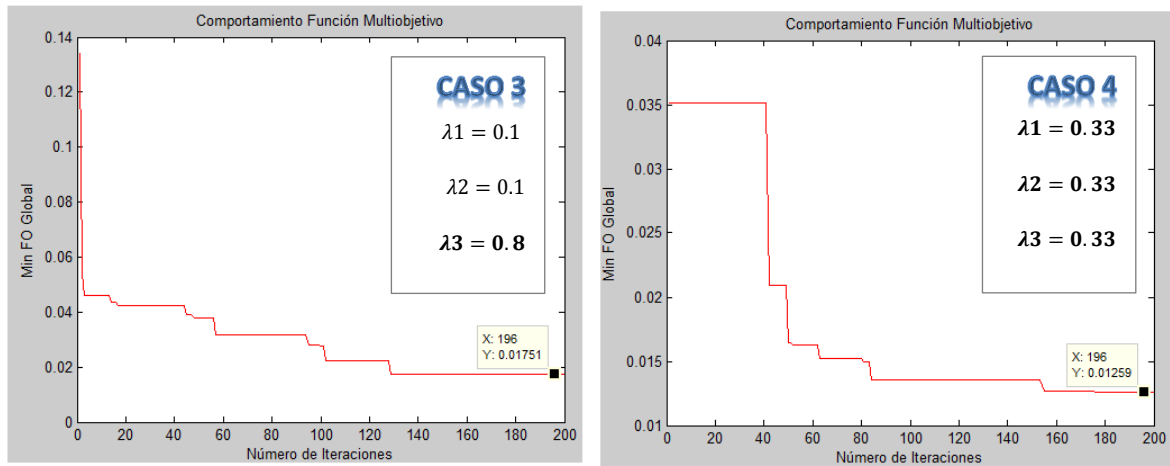 Comportamiento Función Multiobjetivo
Min FO Global
0.14
0.12
0.1
0.08
0.06
0.04
0.02
0
CASO 3
λ1 = 0.1
λ2 = 0.1
λ3 = 0.8
X: 196
Y: 0.01751
0 20 40 60 80 100 120 140 160 180 200
Número de Iteraciones
Comportamiento Función Multiobjetivo
Min FO Global
0.04
0.035
0.03
0.025
0.02
0.015
0.01
CASO 4
λ1 = 0.33
λ2 = 0.33
λ3 = 0.33
X: 196
Y: 0.01259
0 20 40 60 80 100 120 140 160 180 200
Número de Iteraciones